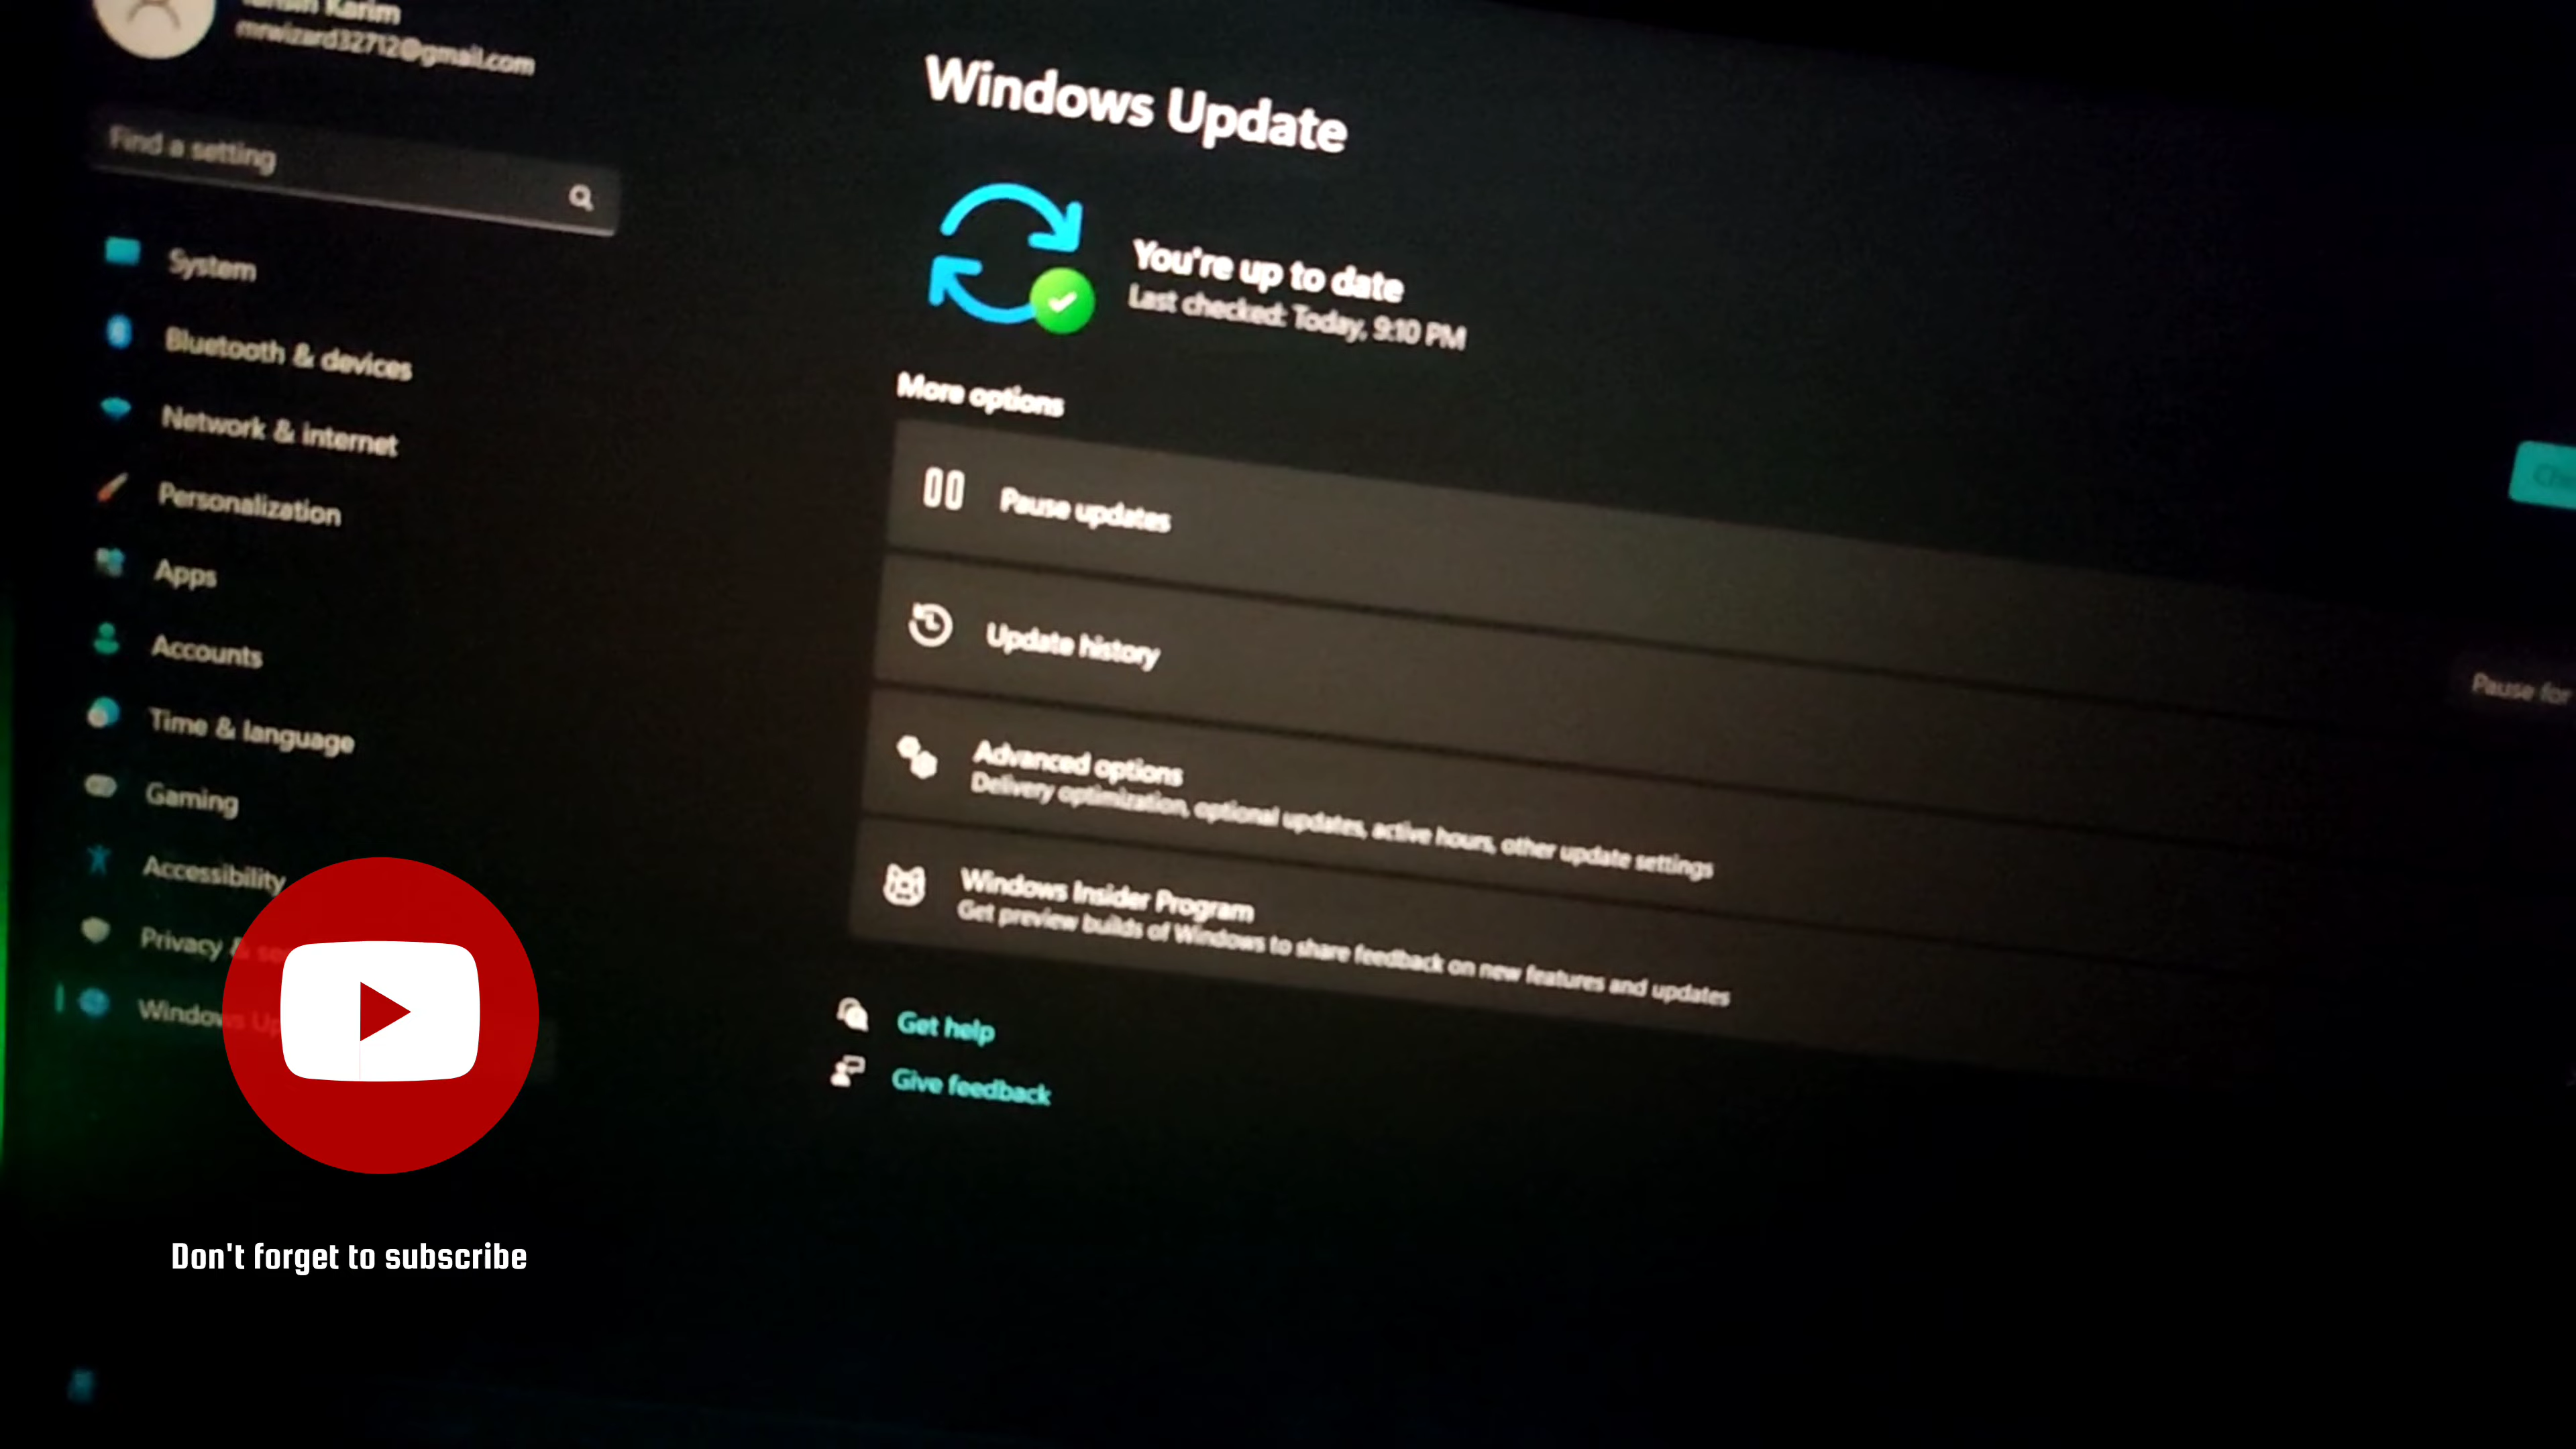 Karim
mrwizard32712@gmail.com
Find a setting
System
Bluetooth & devices
Network & internet
Personalization
Apps
Accounts
Time & language
Gaming
Accessibility
Privacy &
Windows Up
Windows Update
You're up to date
Last checked: Today, 9:10 PM
More options
Pause updates
Pause for
Update history
Advanced options
Delivery optimization, optional updates, active hours, other update settings
Windows Insider Program
Get preview builds of Windows to share feedback on new features and updates
Get help
Give feedback
Don't forget to subscribe